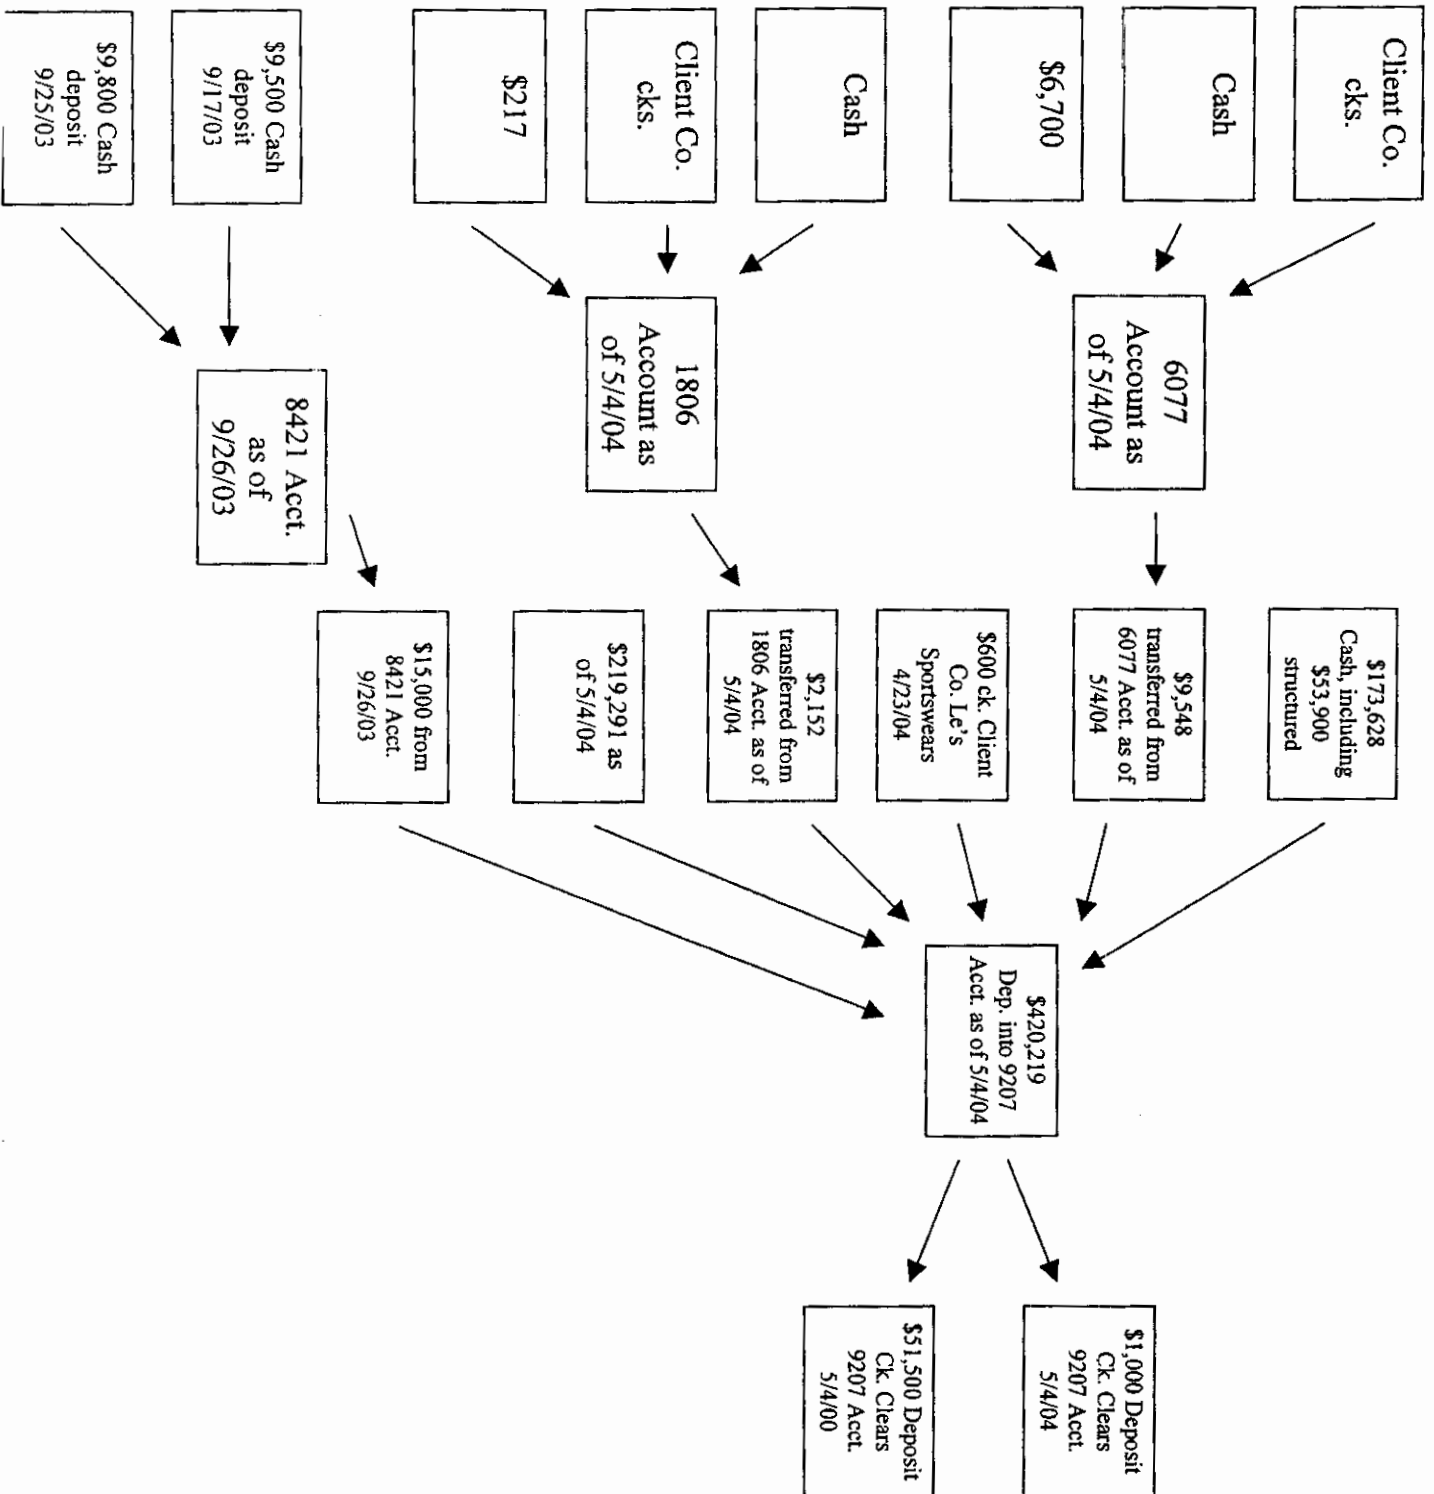 Client Co.
cks.
Cash
$6,700
Cash
Client Co.
cks.
$217
$9,500 Cash
deposit
9/17/03
$9,800 Cash
deposit
9/25/03
6077
Account as
of 5/4/04
1806
Account as
of 5/4/04
8421 Acct.
as of
9/26/03
$173,628
Cash, including
$53,900
structured
$9,548
transferred from
6077 Acct. as of
5/4/04
$600 ck. Client
Co. Le's
Sportswears
4/23/04
$2,152
transferred from
1806 Acct. as of
5/4/04
$219,291 as
of 5/4/04
$15,000 from
8421 Acct.
9/26/03
$420,219
Dep. into 9207
Acct. as of 5/4/04
$1,000 Deposit
Ck. Clears
9207 Acct.
5/4/04
$51,500 Deposit
Ck. Clears
9207 Acct.
5/4/00